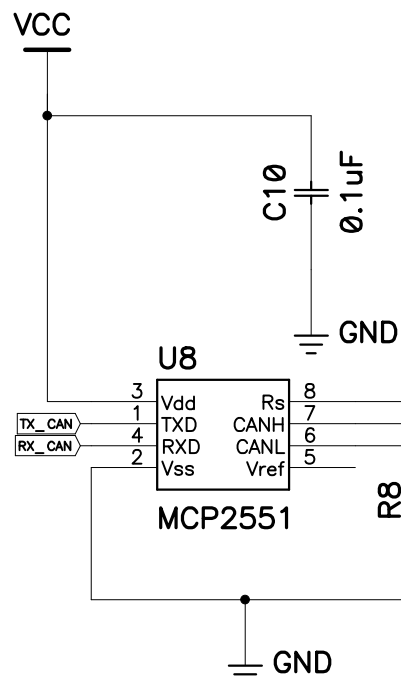 VCC
C10
0.1uF
GND
U8
3 Vdd Rs 8
TX_CAN 1 TXD CANH 7
RX_CAN 4 RXD CANL 6
2 Vss Vref 5
MCP2551
R8
GND